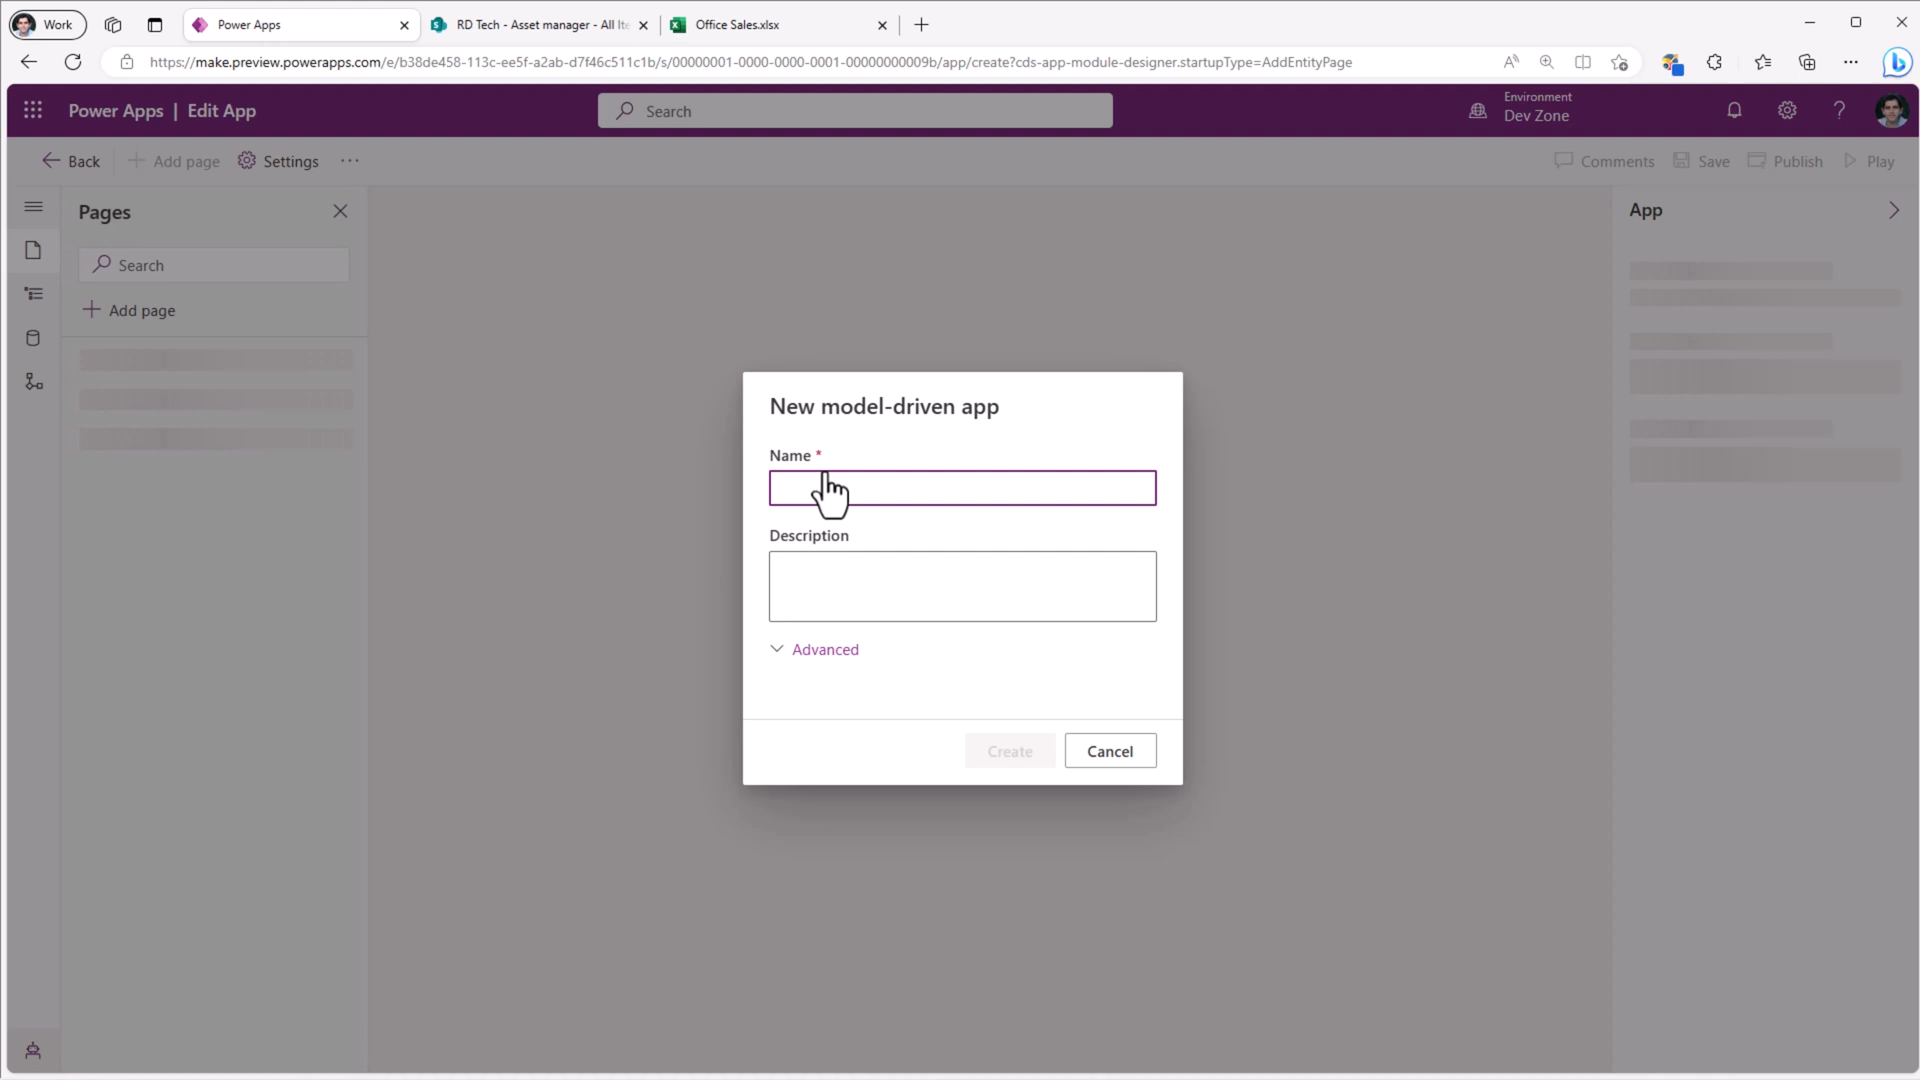 Work
Power Apps
RD Tech - Asset manager - All Ite
Office Sales.xlsx
https://make.preview.powerapps.com/e/b38de458-113c-ee5f-a2ab-d7f46c511c1b/s/00000001-0000-0000-0001-00000000009b/app/create?cds-app-module-designer.startupType=AddEntityPage
Power Apps | Edit App
Search
Environment
Dev Zone
Back
Add page
Settings
Comments
Save
Publish
Play
Pages
Search
Add page
App
New model-driven app
Name *
Description
Advanced
Create
Cancel